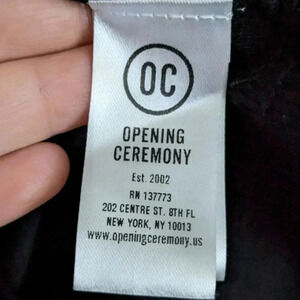 OC
OPENING
CEREMONY
Est. 2002
RN 137773
202 CENTRE ST. 8TH FL
NEW YORK, NY 10013
www.openingceremony.us